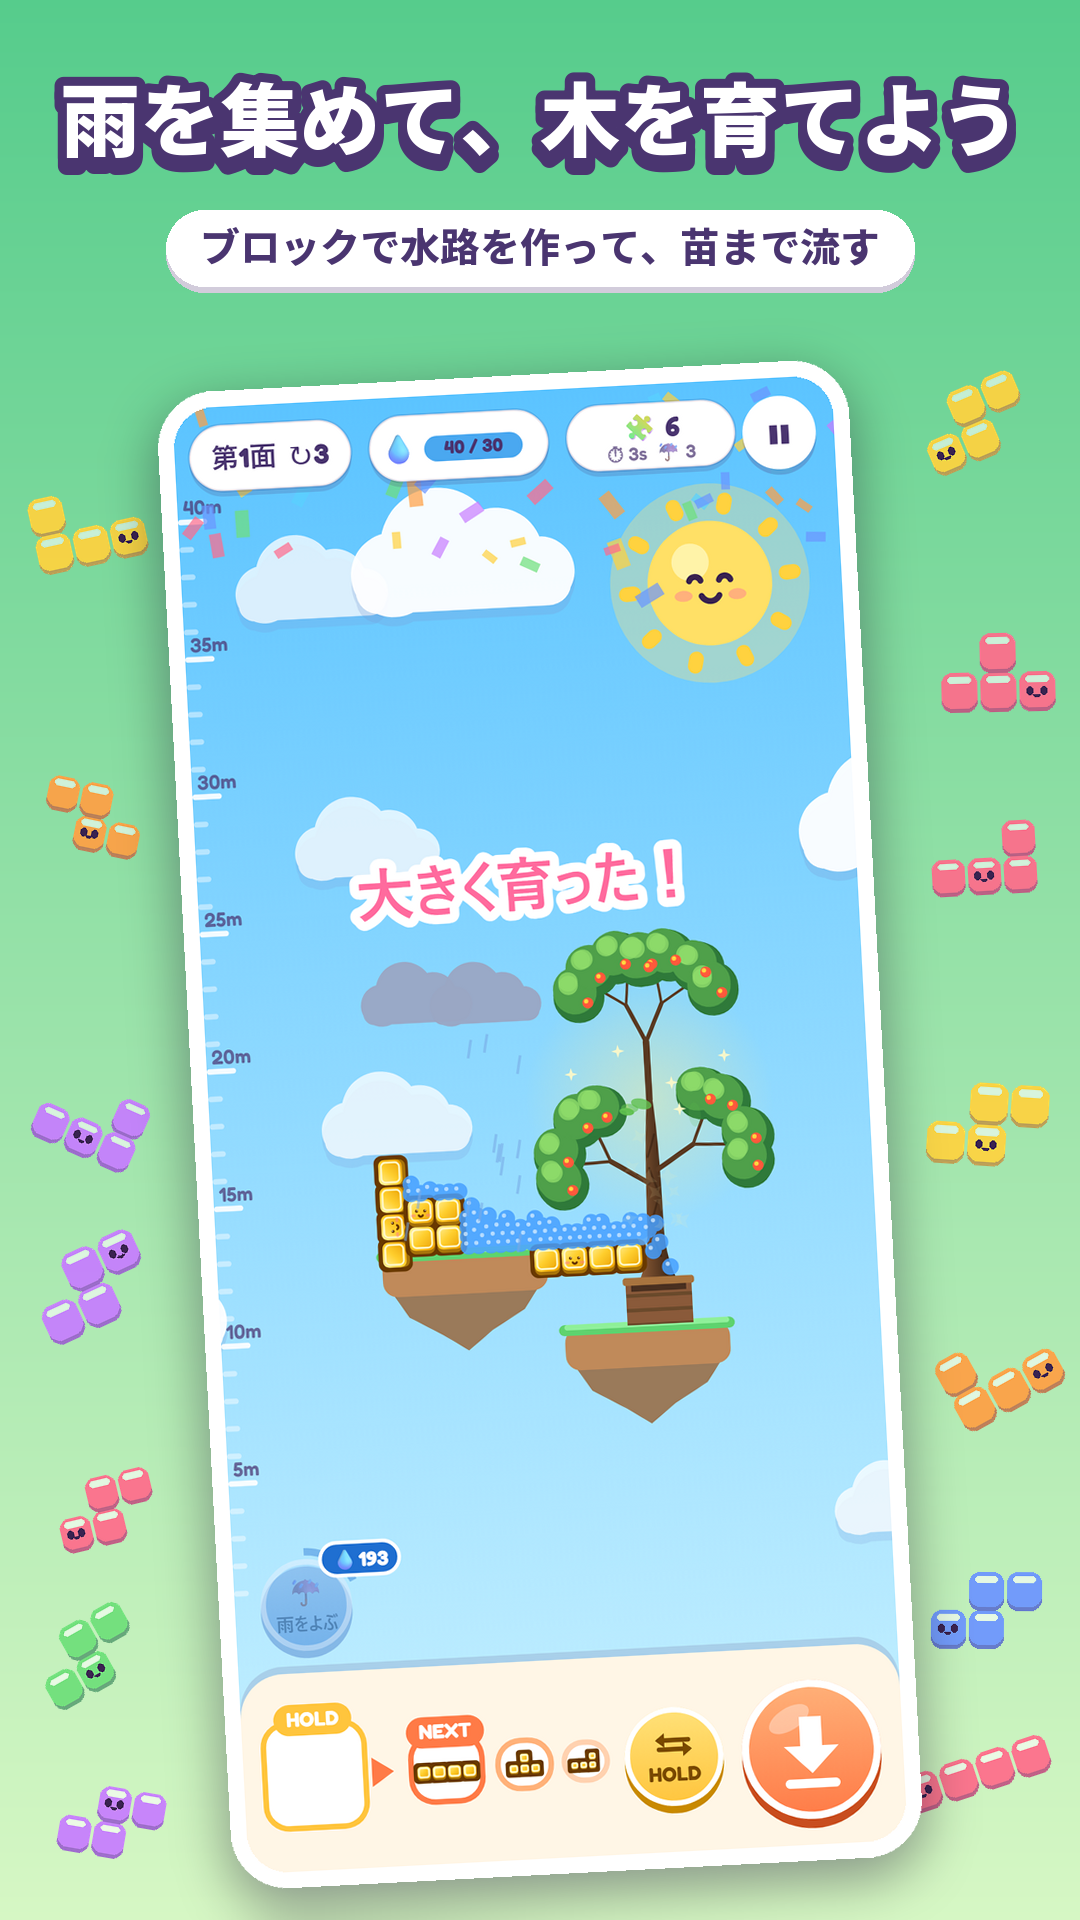 雨を集めて、木を育てよう
ブロックで水路を作って、苗まで流す
第1面 ↻3
40 / 30
6
3s 3
40m
35m
30m
大きく育った！
25m
20m
15m
10m
5m
193
雨をよぶ
HOLD
NEXT
HOLD